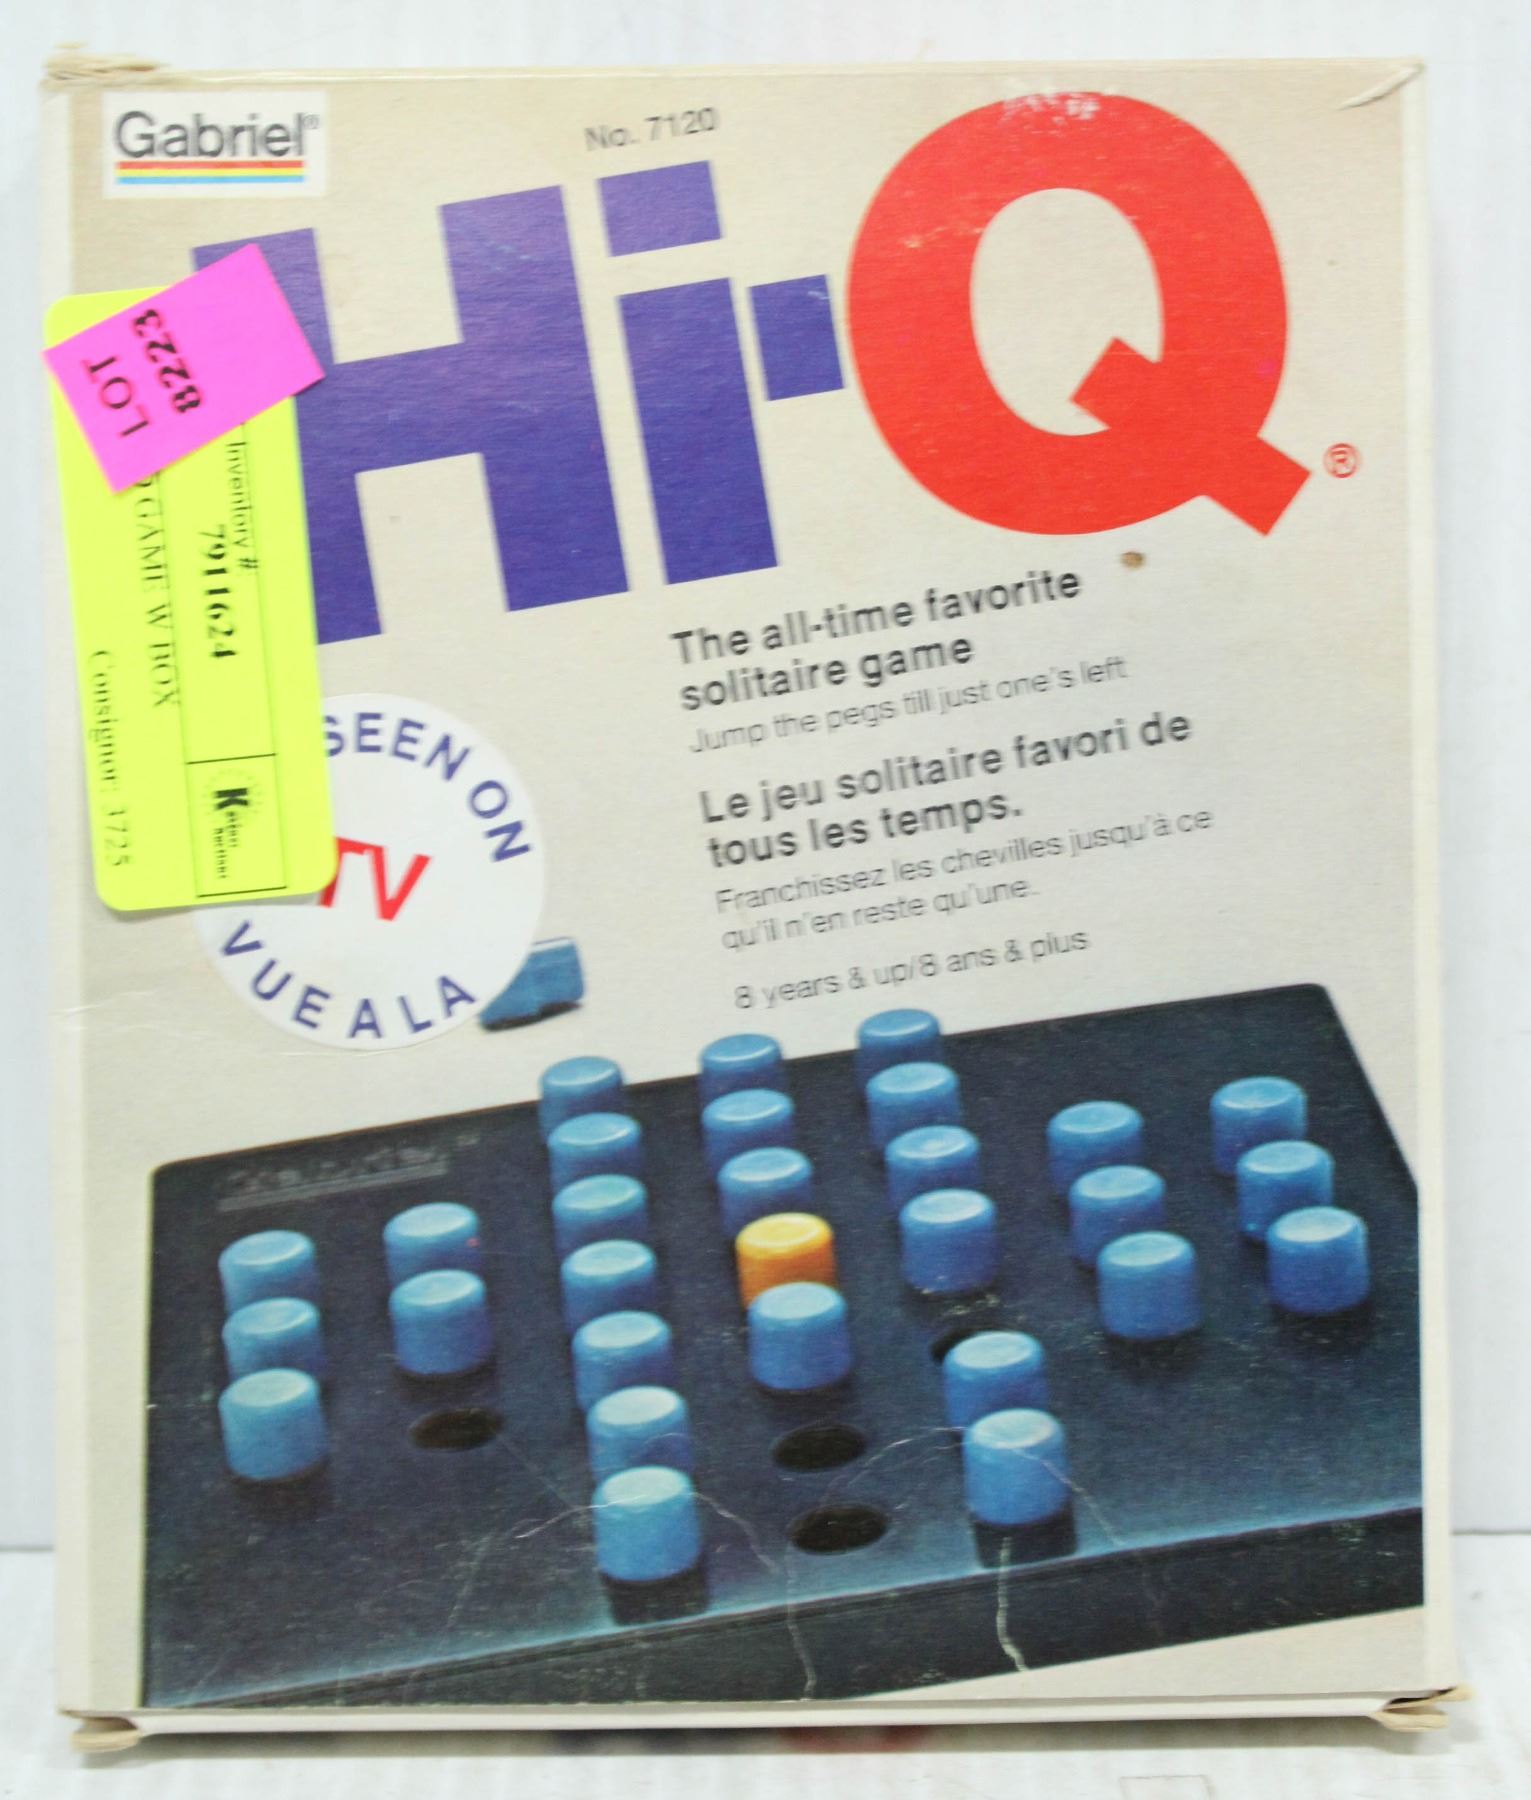 Gabriel®
No. 7120
Hi-Q®
LOT
82223
Inventory #
7911624
GAME W BOX
Consignor: 3725
The all-time favorite
solitaire game
Jump the pegs till just one's left
Le jeu solitaire favori de
tous les temps.
Franchissez les chevilles jusqu'à ce
qu'il n'en reste qu'une.
8 years & up/8 ans & plus
SEEN ON
TV
VUE A LA